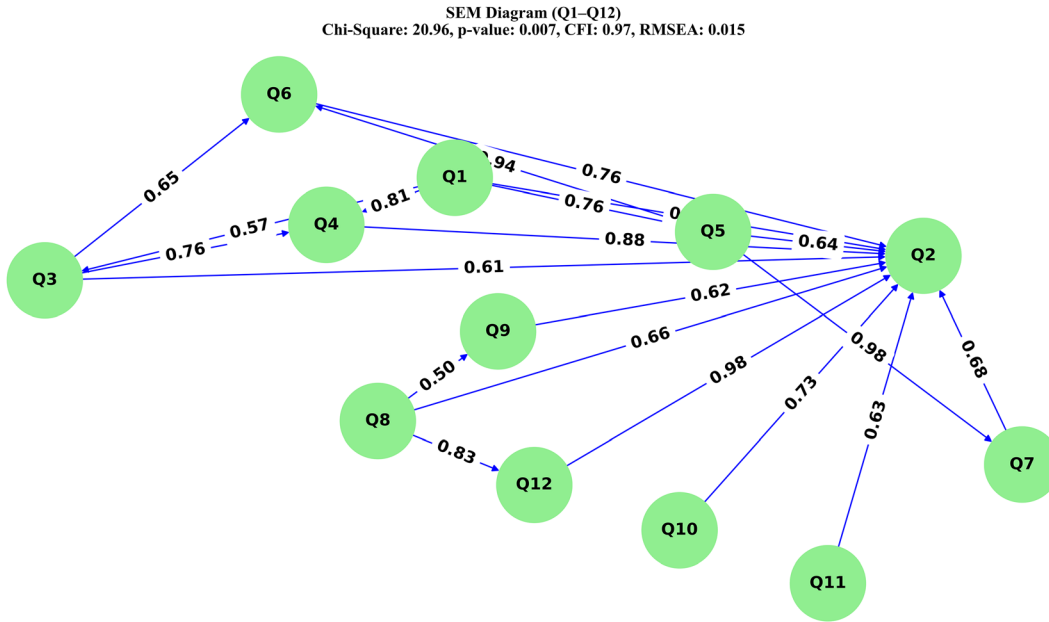 SEM Diagram (Q1–Q12)
Chi-Square: 20.96, p-value: 0.007, CFI: 0.97, RMSEA: 0.015
Q6
0.94
0.76
Q1
0.65
0.81
0.76
Q4
0.57
Q5
0.88
0.64
0.76
Q2
Q3
0.61
0.62
Q9
0.66
0.98
0.68
0.50
0.98
0.73
Q8
0.63
0.83
Q7
Q12
Q10
Q11